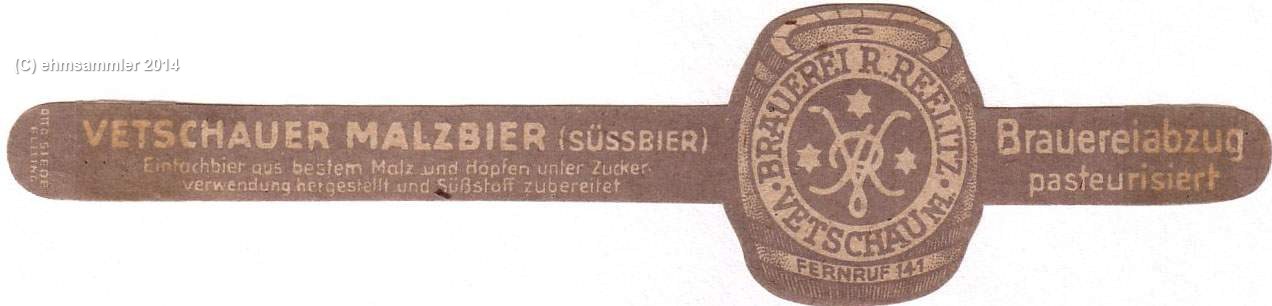 (C) ehmsammler 2014
VETSCHAUER MALZBIER (SÜSSBIER)
Einfachbier aus bestem Malz und Hopfen unter Zucker-
verwendung hergestellt und Süßstoff zubereitet
BRAUEREI R. REELITZ
VETSCHAU N/L.
FERNRUF 141
Brauereiabzug
pasteurisiert